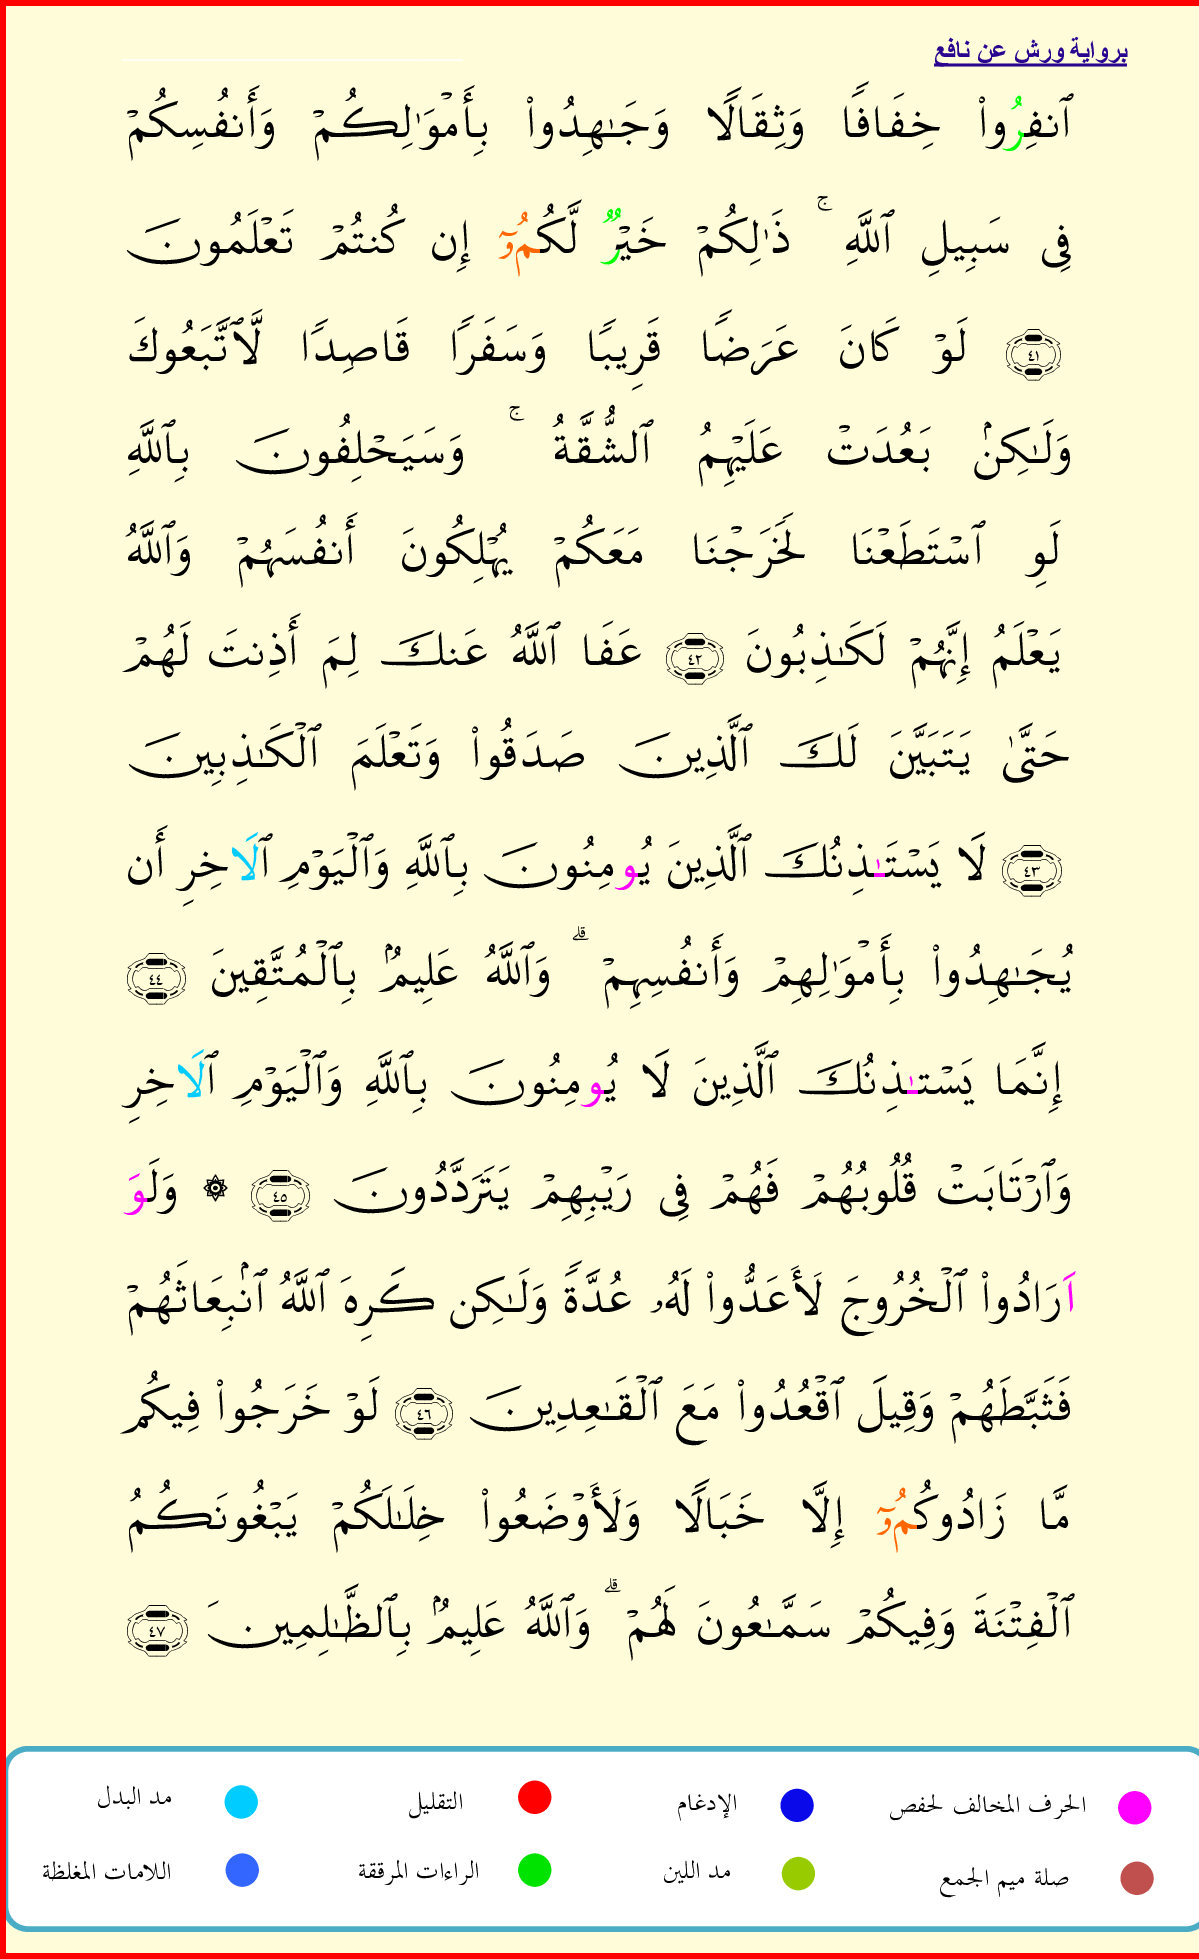 برواية ورش عن نافع
ٱنفِرُواْ خِفَافٗا وَثِقَالٗا وَجَٰهِدُواْ بِأَمْوَٰلِكُمْ وَأَنفُسِكُمْ
فِى سَبِيلِ ٱللَّهِ ۚ ذَٰلِكُمْ خَيْرٞ لَّكُمُۥٓ إِن كُنتُمْ تَعْلَمُونَ
٤١ لَوْ كَانَ عَرَضٗا قَرِيبٗا وَسَفَرٗا قَاصِدٗا لَّٱتَّبَعُوكَ
وَلَٰكِنۢ بَعُدَتْ عَلَيْهِمُ ٱلشُّقَّةُ ۚ وَسَيَحْلِفُونَ بِٱللَّهِ
لَوِ ٱسْتَطَعْنَا لَخَرَجْنَا مَعَكُمْ يُهْلِكُونَ أَنفُسَهُمْ وَٱللَّهُ
يَعْلَمُ إِنَّهُمْ لَكَٰذِبُونَ ٤٢ عَفَا ٱللَّهُ عَنكَ لِمَ أَذِنتَ لَهُمْ
حَتَّىٰ يَتَبَيَّنَ لَكَ ٱلَّذِينَ صَدَقُواْ وَتَعْلَمَ ٱلْكَٰذِبِينَ
٤٣ لَا يَسْتَٰذِنُكَ ٱلَّذِينَ يُومِنُونَ بِٱللَّهِ وَٱلْيَوْمِ ٱلَاخِرِ أَن
يُجَٰهِدُواْ بِأَمْوَٰلِهِمْ وَأَنفُسِهِمْ ۗ وَٱللَّهُ عَلِيمُۢ بِٱلْمُتَّقِينَ ٤٤
إِنَّمَا يَسْتَٰذِنُكَ ٱلَّذِينَ لَا يُومِنُونَ بِٱللَّهِ وَٱلْيَوْمِ ٱلَاخِرِ
وَٱرْتَابَتْ قُلُوبُهُمْ فَهُمْ فِى رَيْبِهِمْ يَتَرَدَّدُونَ ٤٥ ۞ وَلَوَ
اَرَادُواْ ٱلْخُرُوجَ لَأَعَدُّواْ لَهُۥ عُدَّةٗ وَلَٰكِن كَرِهَ ٱللَّهُ ٱنۢبِعَاثَهُمْ
فَثَبَّطَهُمْ وَقِيلَ ٱقْعُدُواْ مَعَ ٱلْقَٰعِدِينَ ٤٦ لَوْ خَرَجُواْ فِيكُم
مَّا زَادُوكُمُۥٓ إِلَّا خَبَالٗا وَلَأَوْضَعُواْ خِلَٰلَكُمْ يَبْغُونَكُمُ
ٱلْفِتْنَةَ وَفِيكُمْ سَمَّٰعُونَ لَهُمْ ۗ وَٱللَّهُ عَلِيمُۢ بِٱلظَّٰلِمِينَ ٤٧
الحرف المخالف لحفص الإدغام التقليل مد البدل
صلة ميم الجمع مد اللين الراءات المرققة اللامات المغلظة